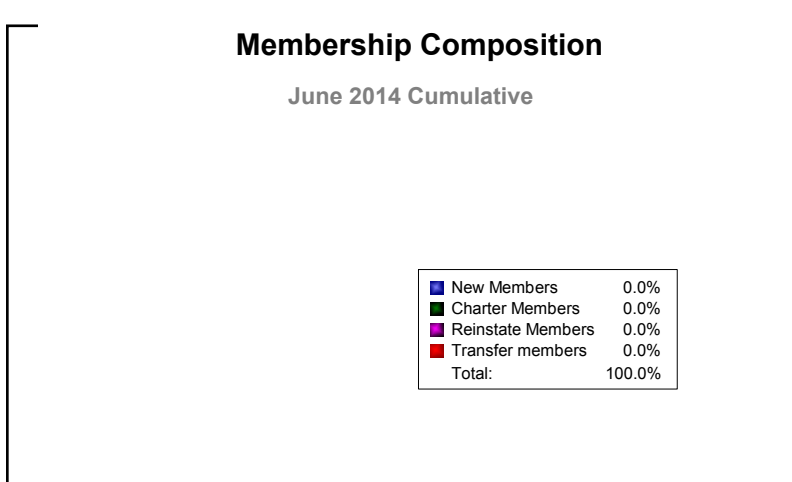 Membership Composition
June 2014 Cumulative
New Members 0.0%
Charter Members 0.0%
Reinstate Members 0.0%
Transfer members 0.0%
Total: 100.0%